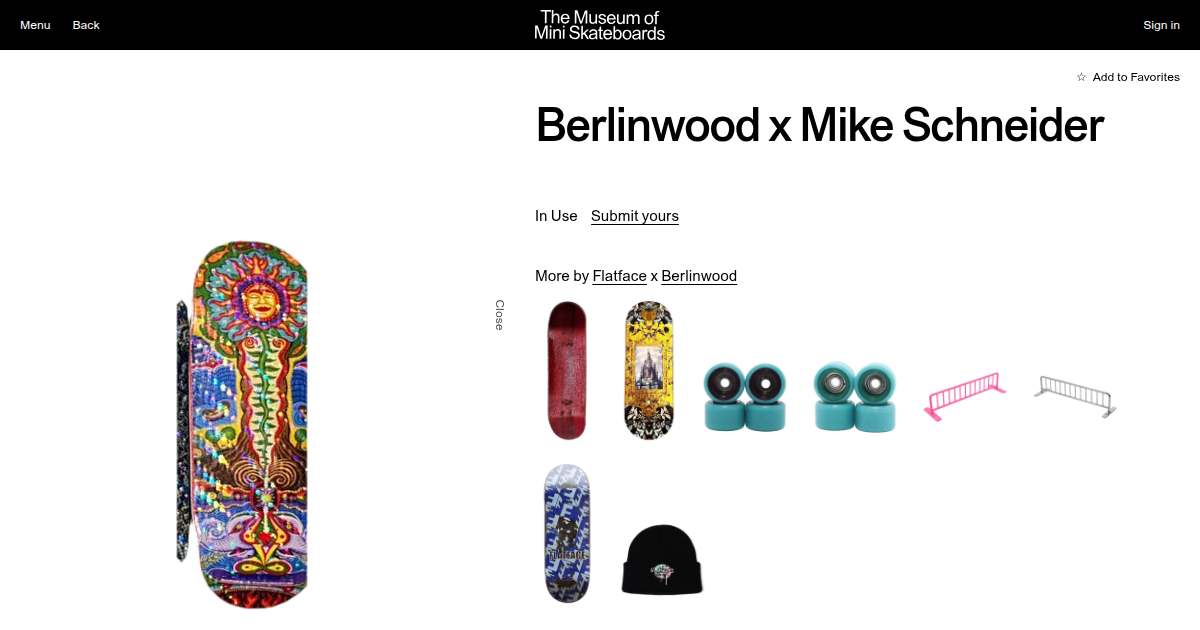 Menu
Back
The Museum of
Mini Skateboards
Sign in
☆ Add to Favorites
Berlinwood x Mike Schneider
In Use Submit yours
More by Flatface x Berlinwood
Close
FLATFACE